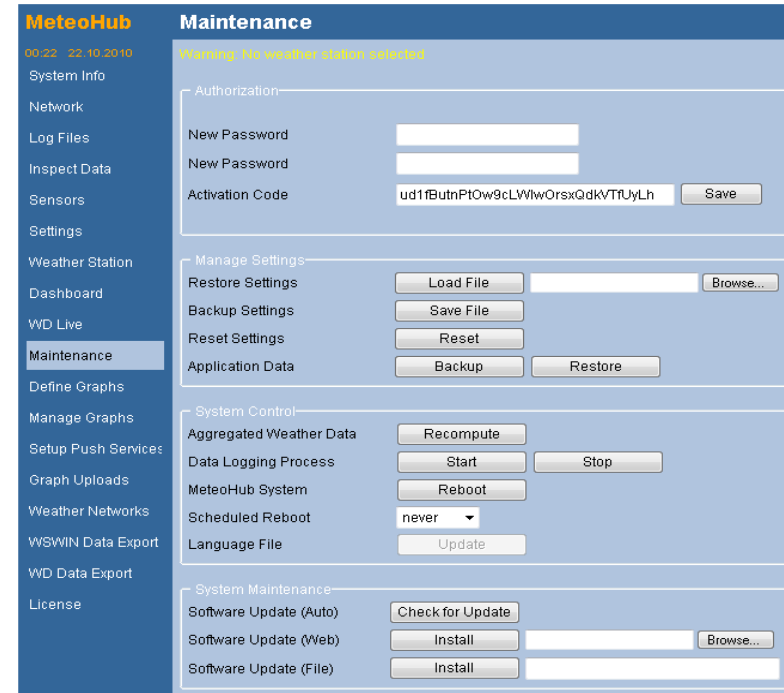 MeteoHub
Maintenance
00:22 22.10.2010
Warning: No weather station selected
System Info
Network
Log Files
Inspect Data
Sensors
Settings
Weather Station
Dashboard
WD Live
Maintenance
Define Graphs
Manage Graphs
Setup Push Services
Graph Uploads
Weather Networks
WSWIN Data Export
WD Data Export
License
Authorization
New Password
New Password
Activation Code ud1fButnPtOw9cLWIwOrsxQdkVTfUyLh Save
Manage Settings
Restore Settings Load File Browse...
Backup Settings Save File
Reset Settings Reset
Application Data Backup Restore
System Control
Aggregated Weather Data Recompute
Data Logging Process Start Stop
MeteoHub System Reboot
Scheduled Reboot never
Language File Update
System Maintenance
Software Update (Auto) Check for Update
Software Update (Web) Install Browse...
Software Update (File) Install